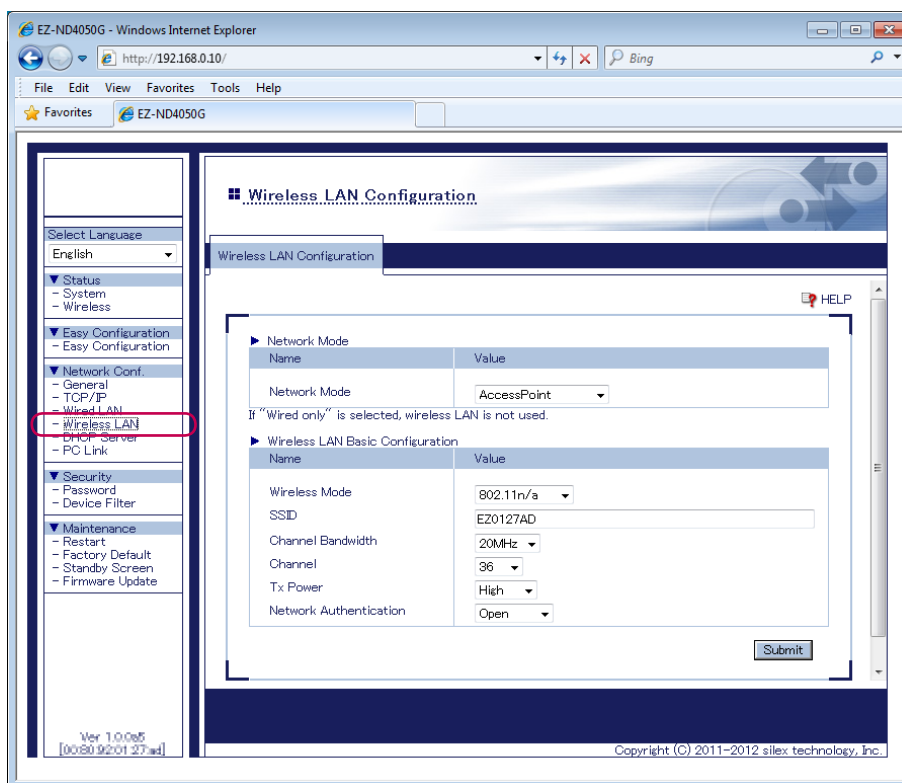 EZ-ND4050G - Windows Internet Explorer
http://192.168.0.10/
Bing
File Edit View Favorites Tools Help
Favorites
EZ-ND4050G
Wireless LAN Configuration
Select Language
English
▼ Status
- System
- Wireless
▼ Easy Configuration
- Easy Configuration
▼ Network Conf.
- General
- TCP/IP
- Wired LAN
- Wireless LAN
- DHCP Server
- PC Link
▼ Security
- Password
- Device Filter
▼ Maintenance
- Restart
- Factory Default
- Standby Screen
- Firmware Update
Wireless LAN Configuration
HELP
Network Mode
Name Value
Network Mode AccessPoint
If "Wired only" is selected, wireless LAN is not used.
Wireless LAN Basic Configuration
Name Value
Wireless Mode 802.11n/a
SSID EZ0127AD
Channel Bandwidth 20MHz
Channel 36
Tx Power High
Network Authentication Open
Submit
[00:80:92:01:27:ad]
Copyright (C) 2011-2012 silex technology, Inc.